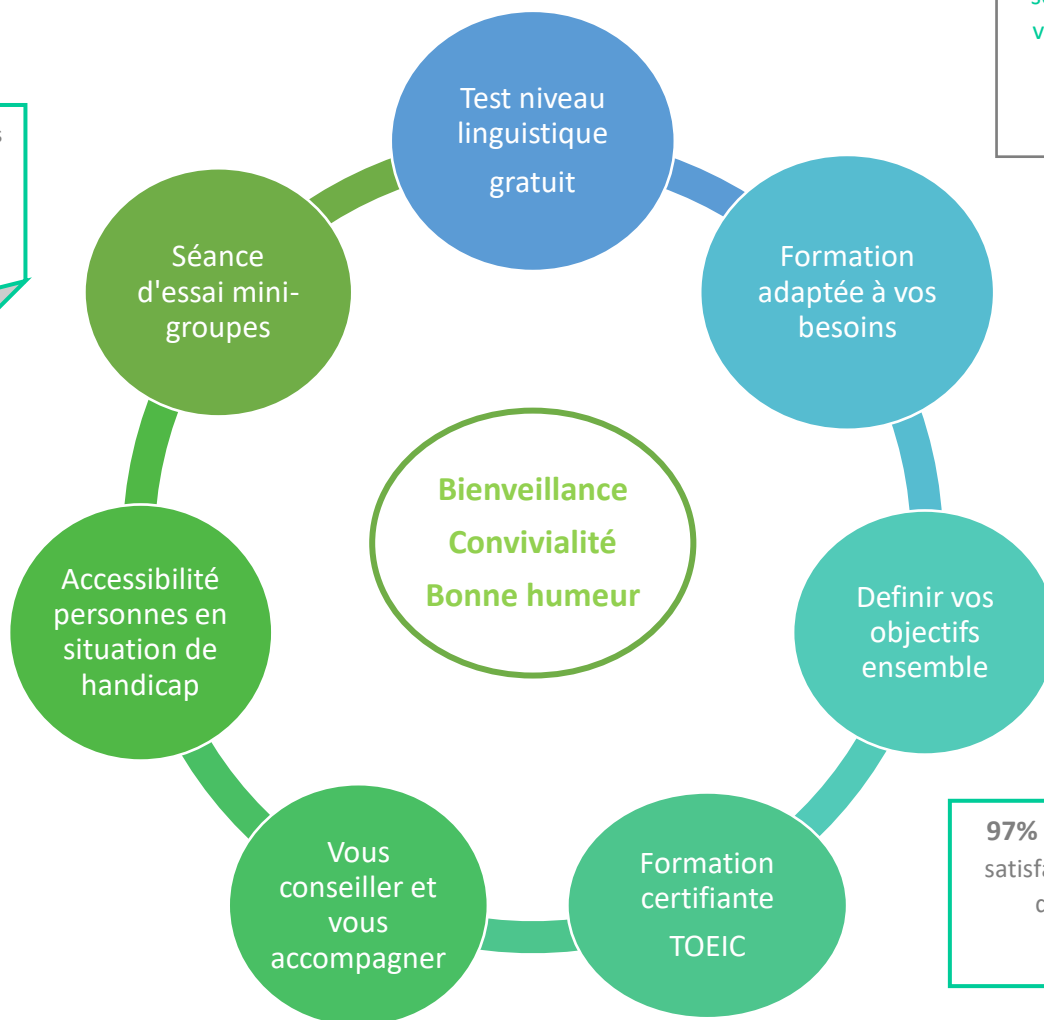 Test niveau
linguistique
gratuit
Formation
adaptée à vos
besoins
Definir vos
objectifs
ensemble
Formation
certifiante
TOEIC
Vous
conseiller et
vous
accompagner
Accessibilité
personnes en
situation de
handicap
Séance
d'essai mini-
groupes
Bienveillance
Convivialité
Bonne humeur
97%